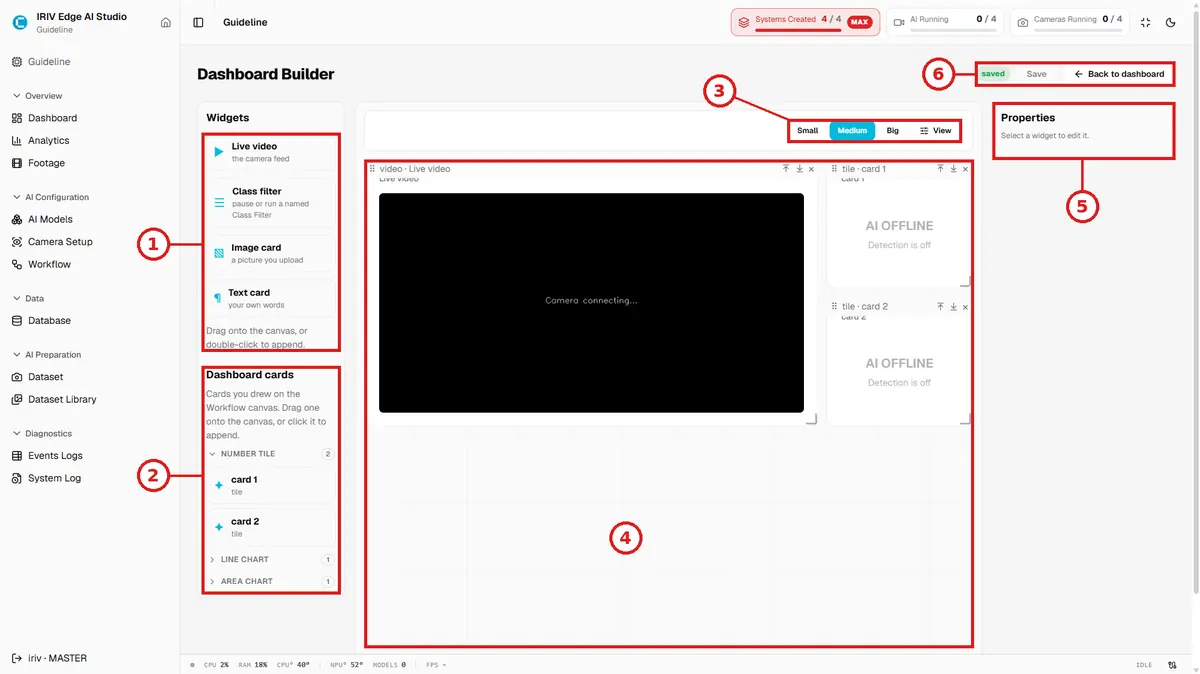 IRIV Edge AI Studio
Guideline
Guideline
Systems Created 4 / 4 MAX
AI Running 0 / 4
Cameras Running 0 / 4
Guideline
Overview
Dashboard
Analytics
Footage
AI Configuration
AI Models
Camera Setup
Workflow
Data
Database
AI Preparation
Dataset
Dataset Library
Diagnostics
Events Logs
System Log
iriv · MASTER
Dashboard Builder
6
saved Save ← Back to dashboard
3
Widgets
Live video
the camera feed
Class filter
pause or run a named
Class Filter
Image card
a picture you upload
Text card
your own words
Drag onto the canvas, or
double-click to append.
1
Dashboard cards
Cards you drew on the
Workflow canvas. Drag one
onto the canvas, or click it to
append.
NUMBER TILE 2
card 1
tile
card 2
tile
LINE CHART 1
AREA CHART 1
2
Small Medium Big View
video · Live video
Live video
Camera connecting...
tile · card 1
card 1
AI OFFLINE
Detection is off
tile · card 2
card 2
AI OFFLINE
Detection is off
4
Properties
Select a widget to edit it.
5
CPU 2% RAM 18% CPU° 40° NPU° 52° MODELS 0 FPS -
IDLE